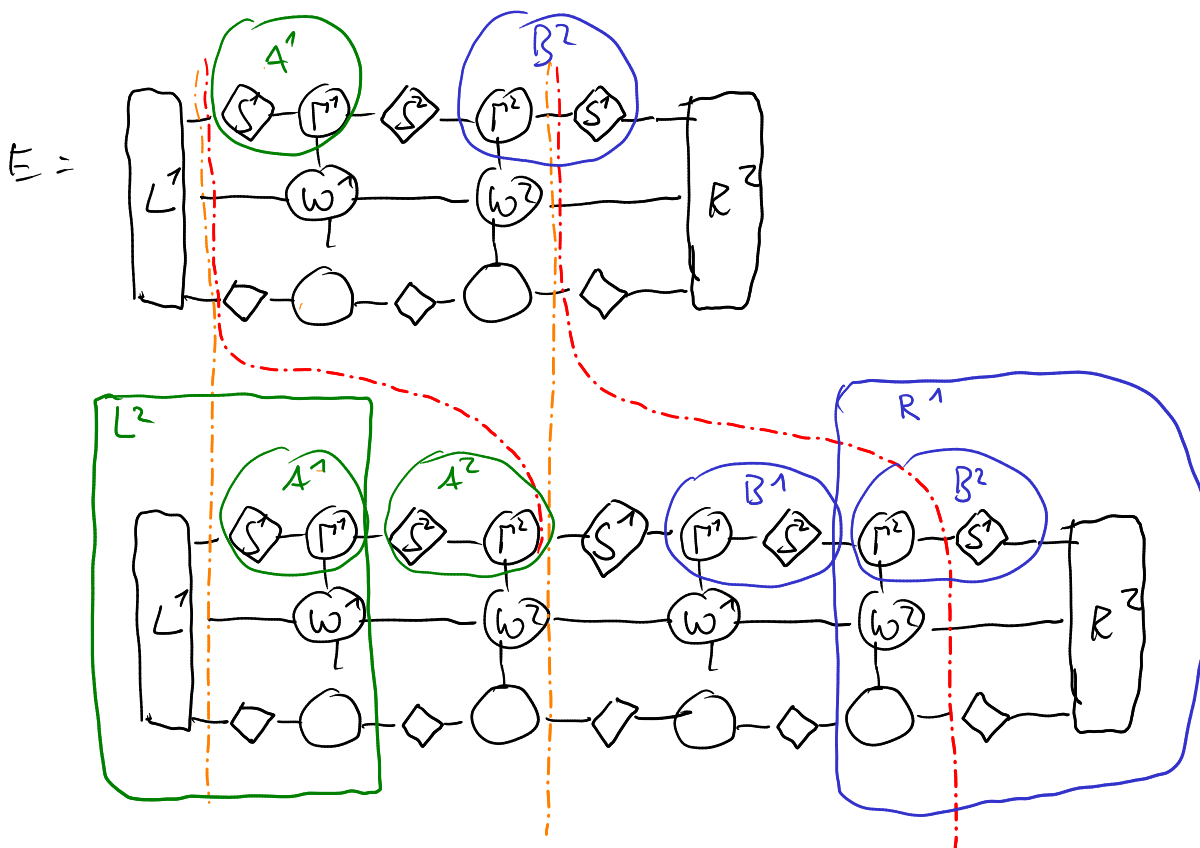 A¹ B²
S¹ Γ¹ S² Γ² S¹
E =
L¹ W¹ W² R²
L² R¹
A¹ A² B¹ B²
S¹ Γ¹ S² Γ² S¹ Γ¹ S² Γ² S¹
L¹ W¹ W² W¹ W² R²